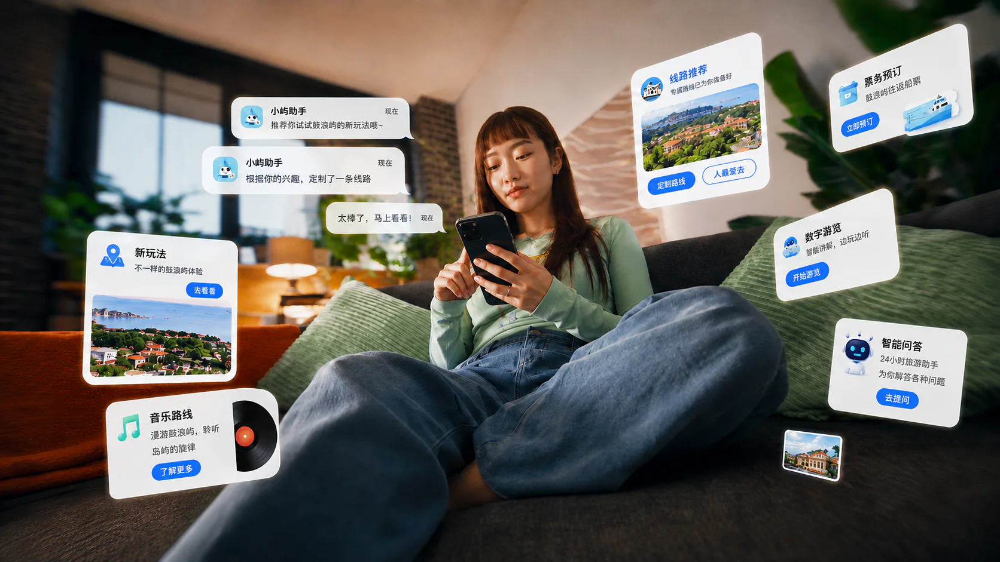 小屿助手
现在
推荐你试试鼓浪屿的新玩法哦~
小屿助手
现在
根据你的兴趣，定制了一条线路
太棒了，马上看看！
现在
新玩法
不一样的鼓浪屿体验
去看看
音乐路线
漫游鼓浪屿，聆听
岛屿的旋律
了解更多
线路推荐
专属路线已为你准备好
定制路线
人最爱去
票务预订
鼓浪屿往返船票
立即预订
数字游览
智能讲解，边玩边听
开始游览
智能问答
24小时旅游助手
为你解答各种问题
去提问